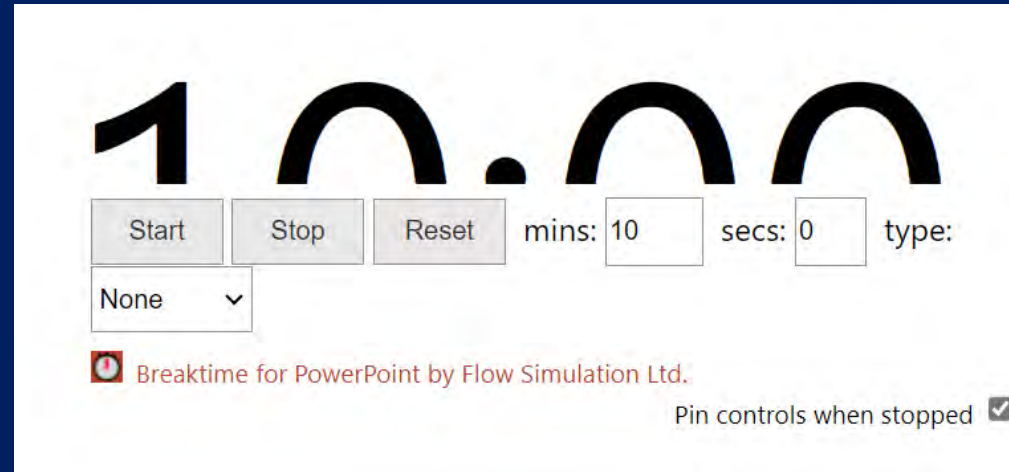 10:00
Start Stop Reset mins: 10 secs: 0 type:
None
Breaktime for PowerPoint by Flow Simulation Ltd.
Pin controls when stopped